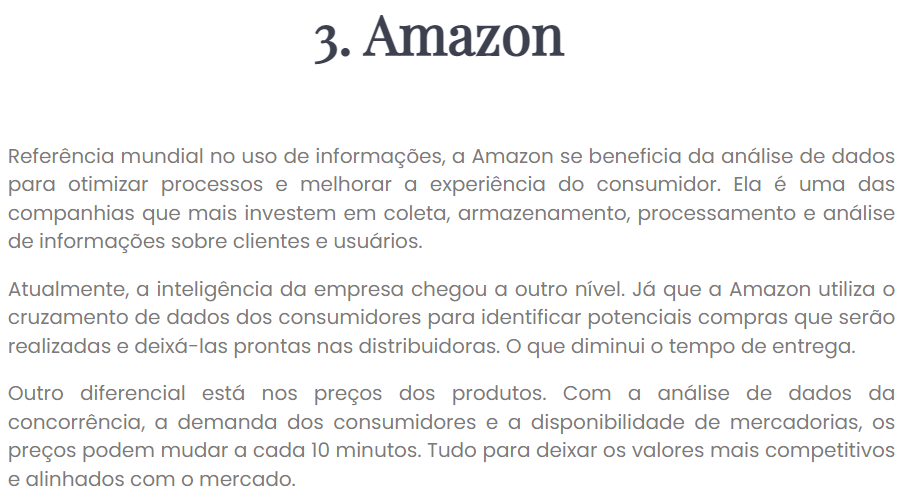 3. Amazon
Referência mundial no uso de informações, a Amazon se beneficia da análise de dados
para otimizar processos e melhorar a experiência do consumidor. Ela é uma das
companhias que mais investem em coleta, armazenamento, processamento e análise
de informações sobre clientes e usuários.
Atualmente, a inteligência da empresa chegou a outro nível. Já que a Amazon utiliza o
cruzamento de dados dos consumidores para identificar potenciais compras que serão
realizadas e deixá-las prontas nas distribuidoras. O que diminui o tempo de entrega.
Outro diferencial está nos preços dos produtos. Com a análise de dados da
concorrência, a demanda dos consumidores e a disponibilidade de mercadorias, os
preços podem mudar a cada 10 minutos. Tudo para deixar os valores mais competitivos
e alinhados com o mercado.